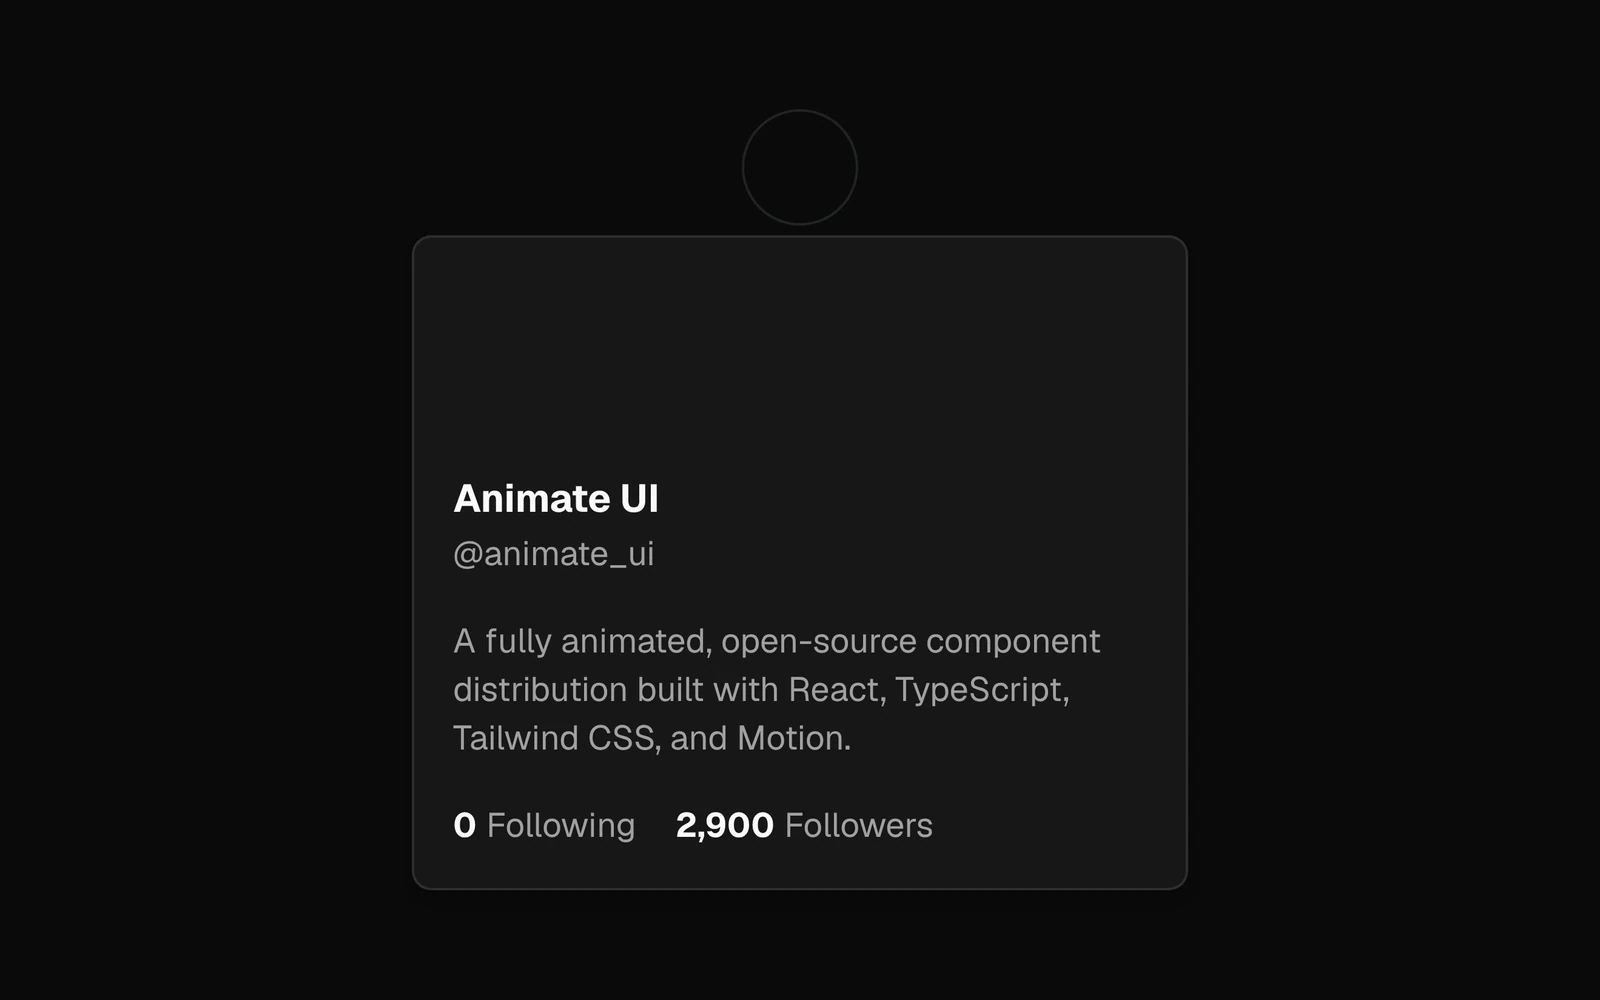 Animate UI
@animate_ui
A fully animated, open-source component
distribution built with React, TypeScript,
Tailwind CSS, and Motion.
0 Following 2,900 Followers